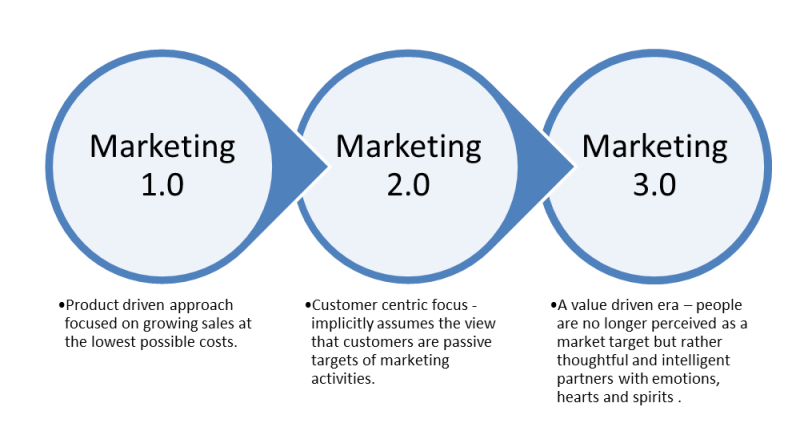 Marketing
1.0
Marketing
2.0
Marketing
3.0
•Product driven approach
focused on growing sales at
the lowest possible costs.
•Customer centric focus -
implicitly assumes the view
that customers are passive
targets of marketing
activities.
•A value driven era – people
are no longer perceived as a
market target but rather
thoughtful and intelligent
partners with emotions,
hearts and spirits .